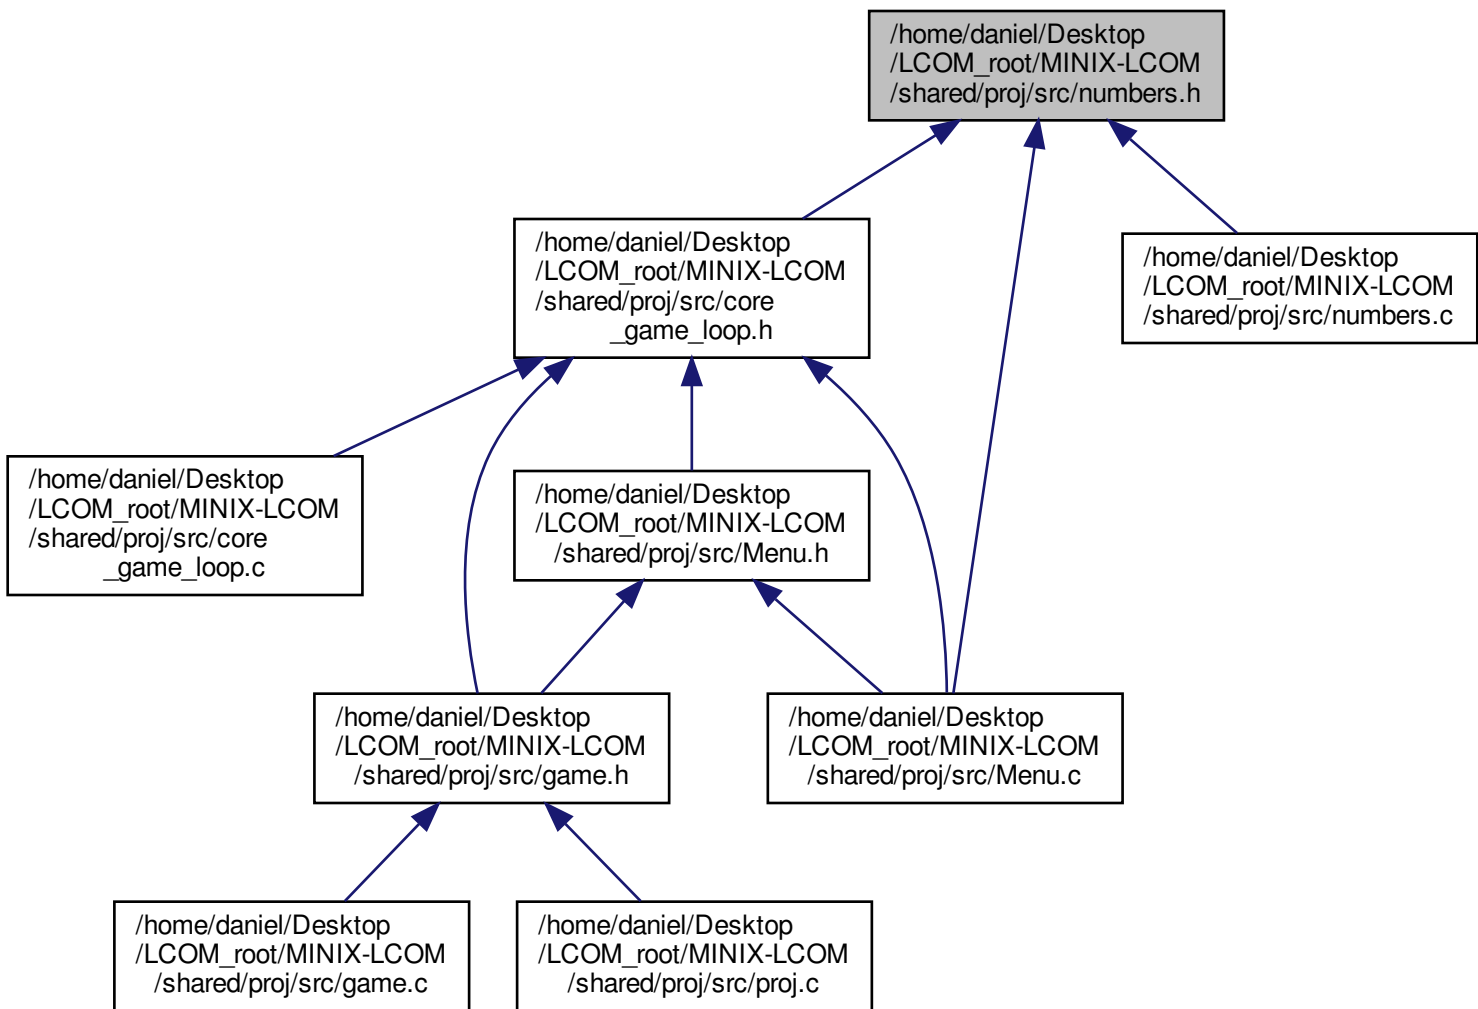 /home/daniel/Desktop
/LCOM_root/MINIX-LCOM
/shared/proj/src/numbers.h
/home/daniel/Desktop
/LCOM_root/MINIX-LCOM
/shared/proj/src/core
_game_loop.h
/home/daniel/Desktop
/LCOM_root/MINIX-LCOM
/shared/proj/src/numbers.c
/home/daniel/Desktop
/LCOM_root/MINIX-LCOM
/shared/proj/src/core
_game_loop.c
/home/daniel/Desktop
/LCOM_root/MINIX-LCOM
/shared/proj/src/Menu.h
/home/daniel/Desktop
/LCOM_root/MINIX-LCOM
/shared/proj/src/game.h
/home/daniel/Desktop
/LCOM_root/MINIX-LCOM
/shared/proj/src/Menu.c
/home/daniel/Desktop
/LCOM_root/MINIX-LCOM
/shared/proj/src/game.c
/home/daniel/Desktop
/LCOM_root/MINIX-LCOM
/shared/proj/src/proj.c